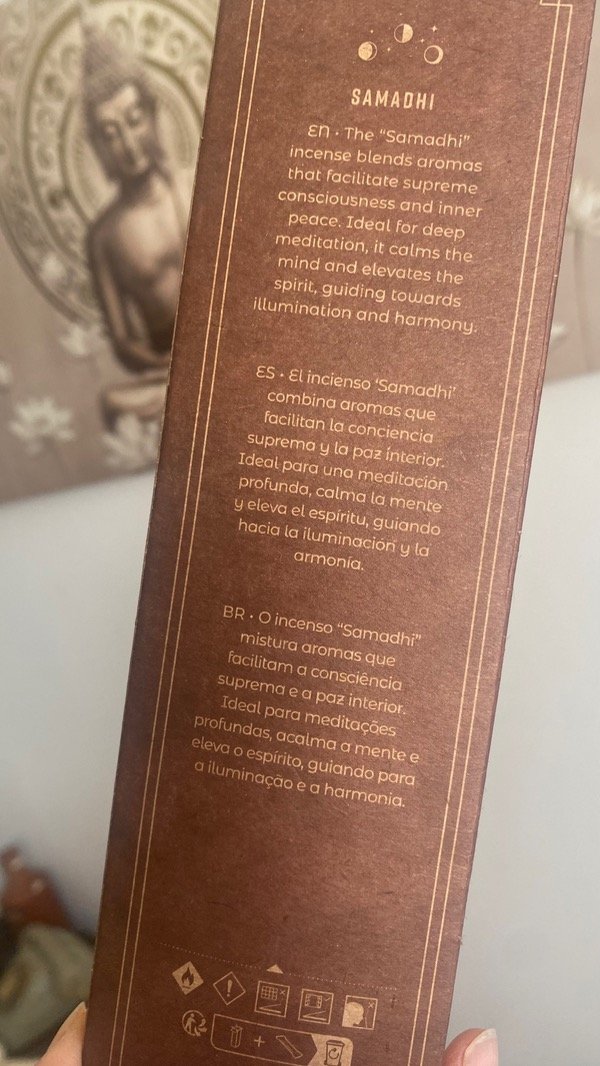 SAMADHI
EN • The “Samadhi”
incense blends aromas
that facilitate supreme
consciousness and inner
peace. Ideal for deep
meditation, it calms the
mind and elevates the
spirit, guiding towards
illumination and harmony.
ES • El incienso ‘Samadhi’
combina aromas que
facilitan la conciencia
suprema y la paz interior.
Ideal para una meditación
profunda, calma la mente
y eleva el espíritu, guiando
hacia la iluminación y la
armonía.
BR • O incenso “Samadhi”
mistura aromas que
facilitam a consciência
suprema e a paz interior.
Ideal para meditações
profundas, acalma a mente e
eleva o espírito, guiando para
a iluminação e a harmonia.